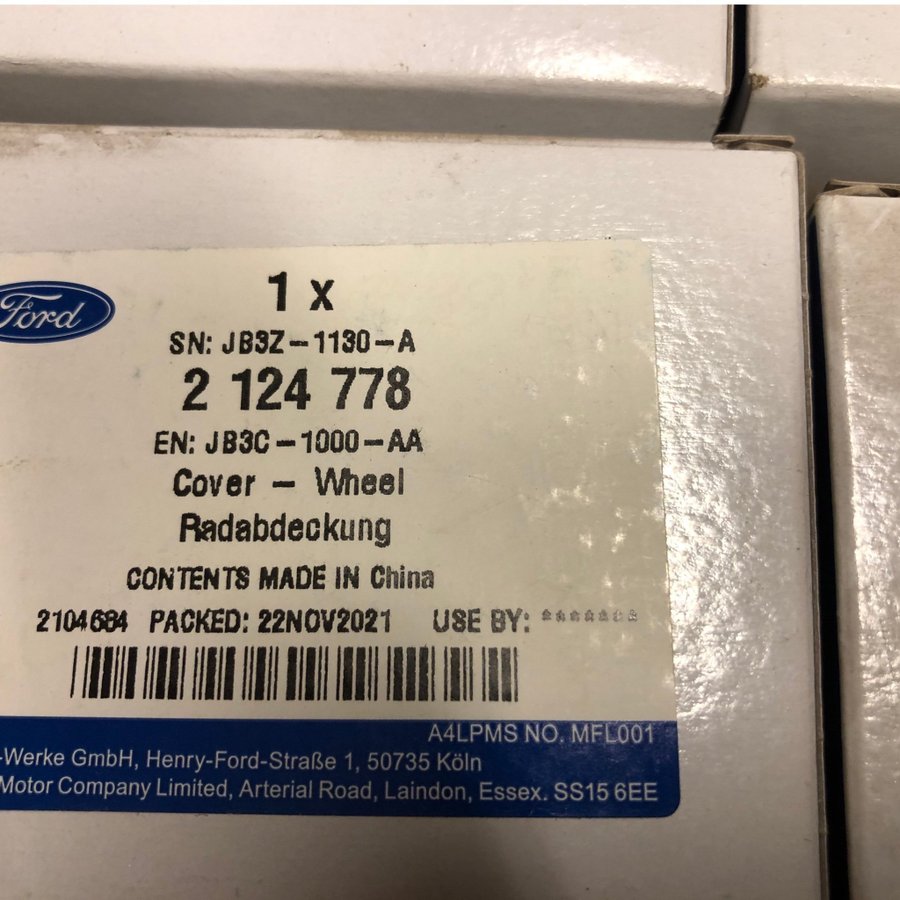 Ford
1 x
SN: JB3Z-1130-A
2 124 778
EN: JB3C-1000-AA
Cover - Wheel
Radabdeckung
CONTENTS MADE IN China
2104684 PACKED: 22NOV2021 USE BY: *******
A4LPMS NO. MFL001
-Werke GmbH, Henry-Ford-Straße 1, 50735 Köln
Motor Company Limited, Arterial Road, Laindon, Essex. SS15 6EE